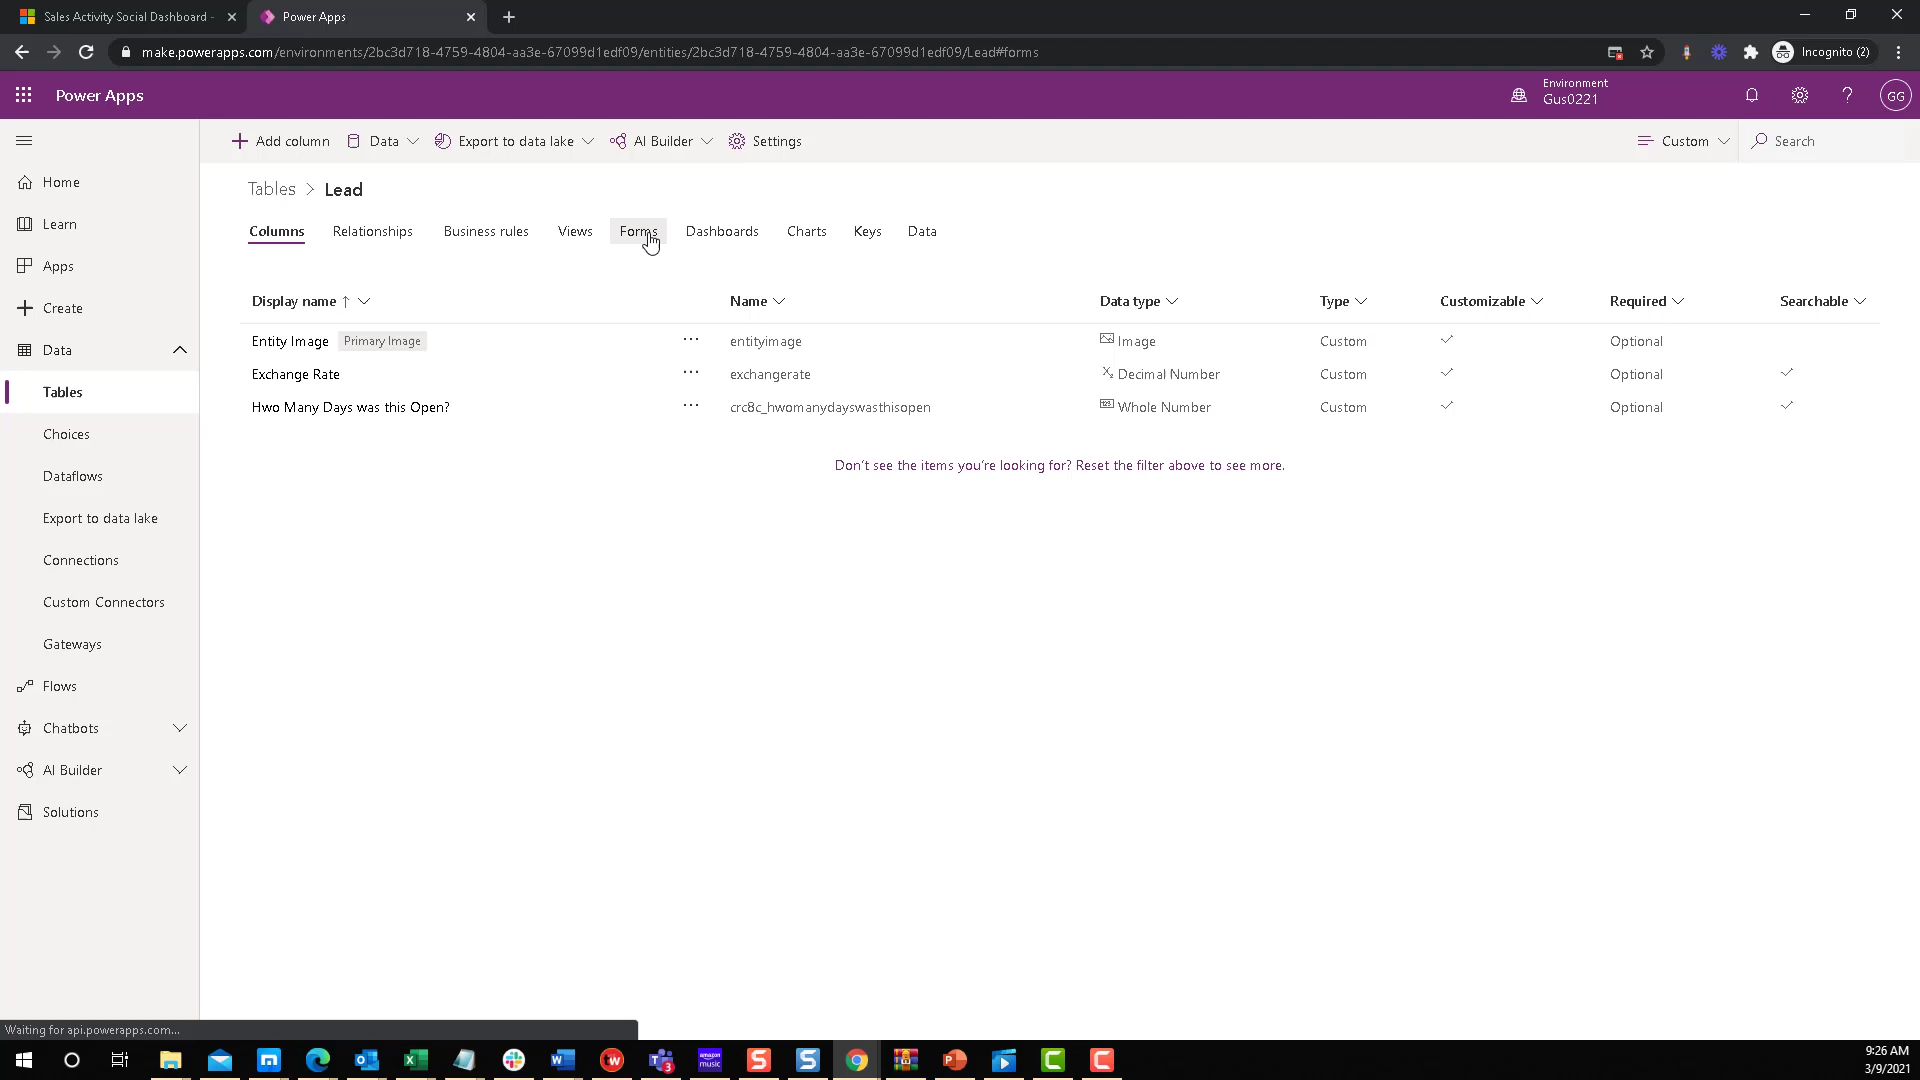 Sales Activity Social Dashboard -
Power Apps
make.powerapps.com/environments/2bc3d718-4759-4804-aa3e-67099d1edf09/entities/2bc3d718-4759-4804-aa3e-67099d1edf09/Lead#forms
Incognito (2)
Power Apps
Environment
Gus0221
?
GG
Add column
Data
Export to data lake
AI Builder
Settings
Custom
Search
Home
Learn
Apps
Create
Data
Tables
Choices
Dataflows
Export to data lake
Connections
Custom Connectors
Gateways
Flows
Chatbots
AI Builder
Solutions
Tables > Lead
Columns Relationships Business rules Views Forms Dashboards Charts Keys Data
Display name ↑ Name Data type Type Customizable Required Searchable
Entity Image Primary Image ··· entityimage Image Custom Optional
Exchange Rate ··· exchangerate Decimal Number Custom Optional
Hwo Many Days was this Open? ··· crc8c_hwomanydayswasthisopen Whole Number Custom Optional
Don't see the items you're looking for? Reset the filter above to see more.
Waiting for api.powerapps.com...
9:26 AM
3/9/2021